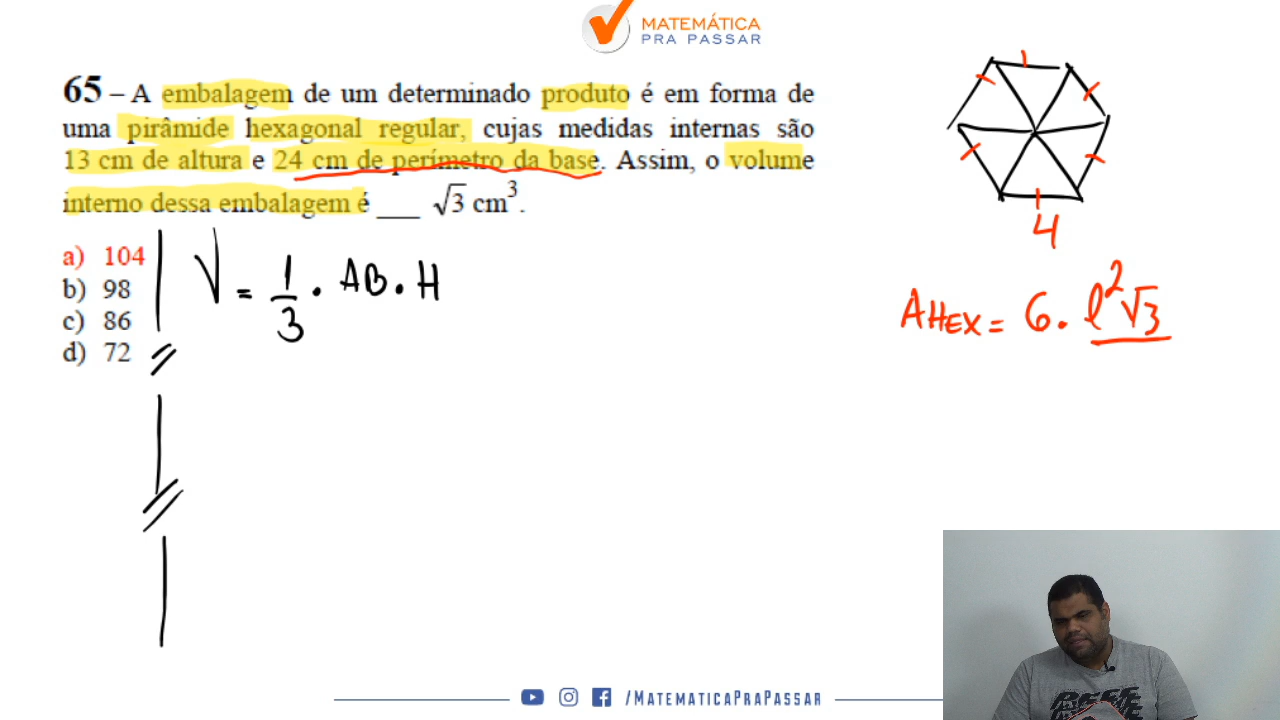 MATEMÁTICA
PRA PASSAR
65 – A embalagem de um determinado produto é em forma de
uma pirâmide hexagonal regular, cujas medidas internas são
13 cm de altura e 24 cm de perímetro da base. Assim, o volume
interno dessa embalagem é ___ √3 cm³.
a) 104
b) 98
c) 86
d) 72
V = 1/3 · AB · H
4
AHEX = 6 · l²√3
/MATEMATICAPRAPASSAR